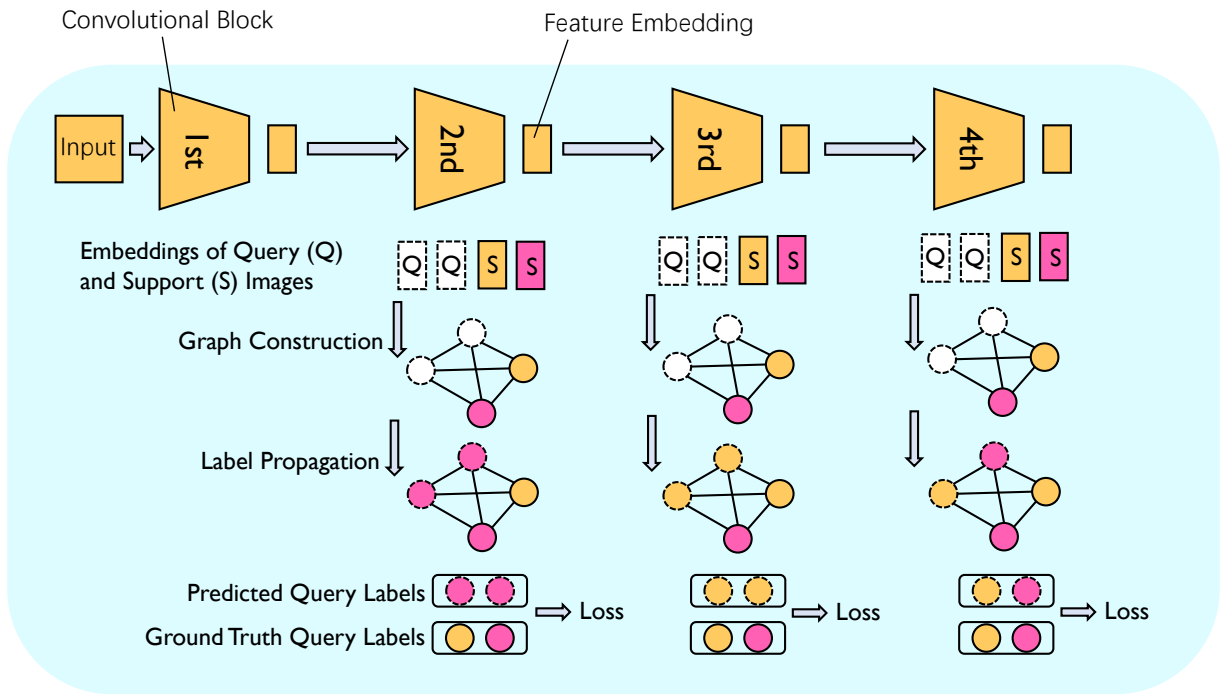 Convolutional Block
Feature Embedding
Input
1st
2nd
3rd
4th
Embeddings of Query (Q)
and Support (S) Images
Q Q S S
Q Q S S
Q Q S S
Graph Construction
Label Propagation
Predicted Query Labels
Loss
Loss
Loss
Ground Truth Query Labels